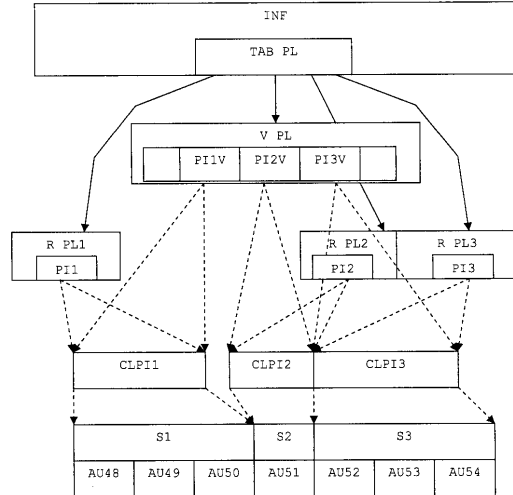 INF
TAB PL
V PL
PI1V PI2V PI3V
R PL1 R PL2 R PL3
PI1 PI2 PI3
CLPI1 CLPI2 CLPI3
S1 S2 S3
AU48 AU49 AU50 AU51 AU52 AU53 AU54